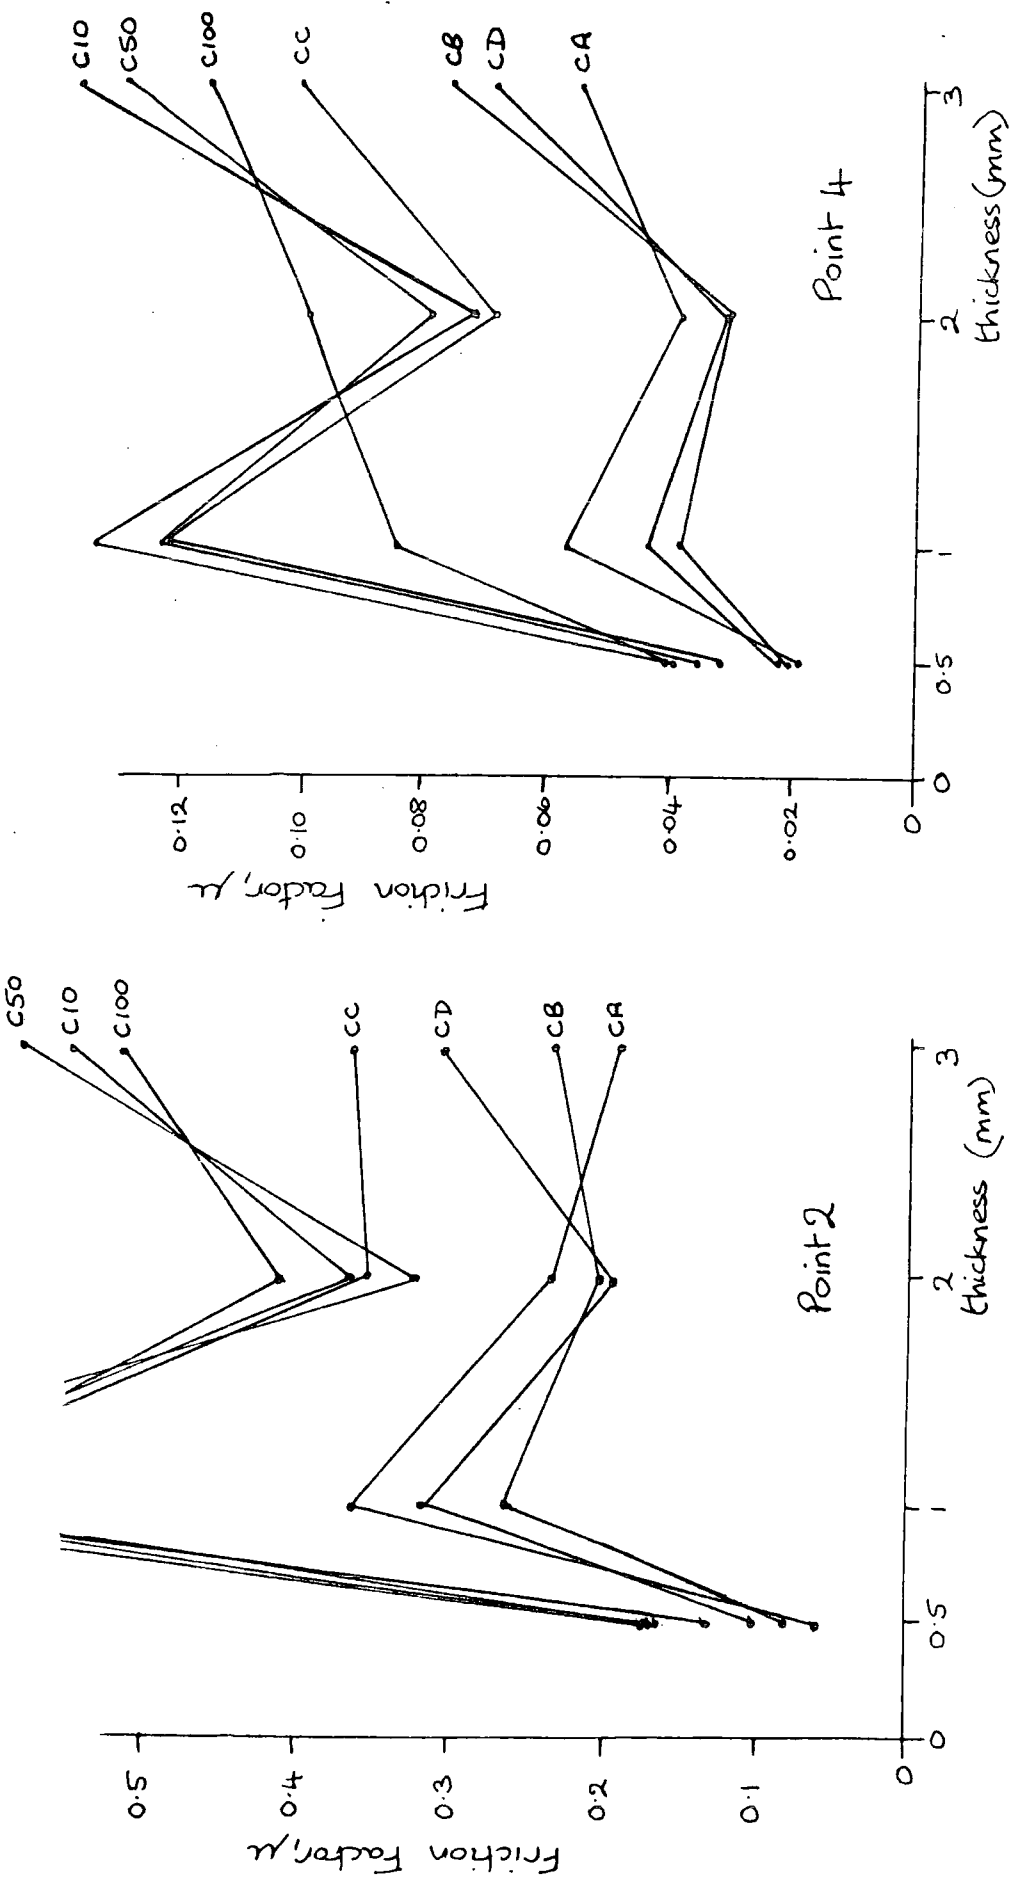 C50
C10
C100
CC
CD
CB
CA
0.5
0.4
0.3
0.2
0.1
0
Friction Factor, μ
0
0.5
1
2
3
thickness (mm)
Point 2
C10
C50
C100
CC
CB
CD
CA
0.12
0.10
0.08
0.06
0.04
0.02
0
Friction Factor, μ
0
0.5
1
2
3
thickness (mm)
Point 4